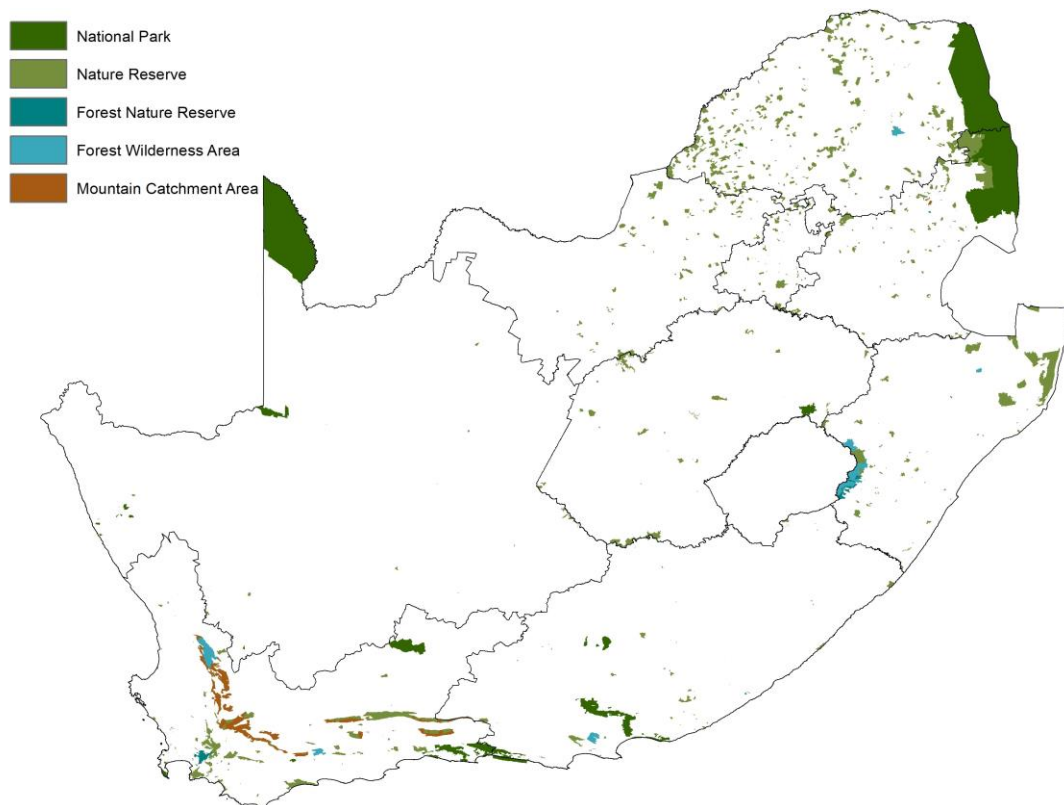 National Park
Nature Reserve
Forest Nature Reserve
Forest Wilderness Area
Mountain Catchment Area